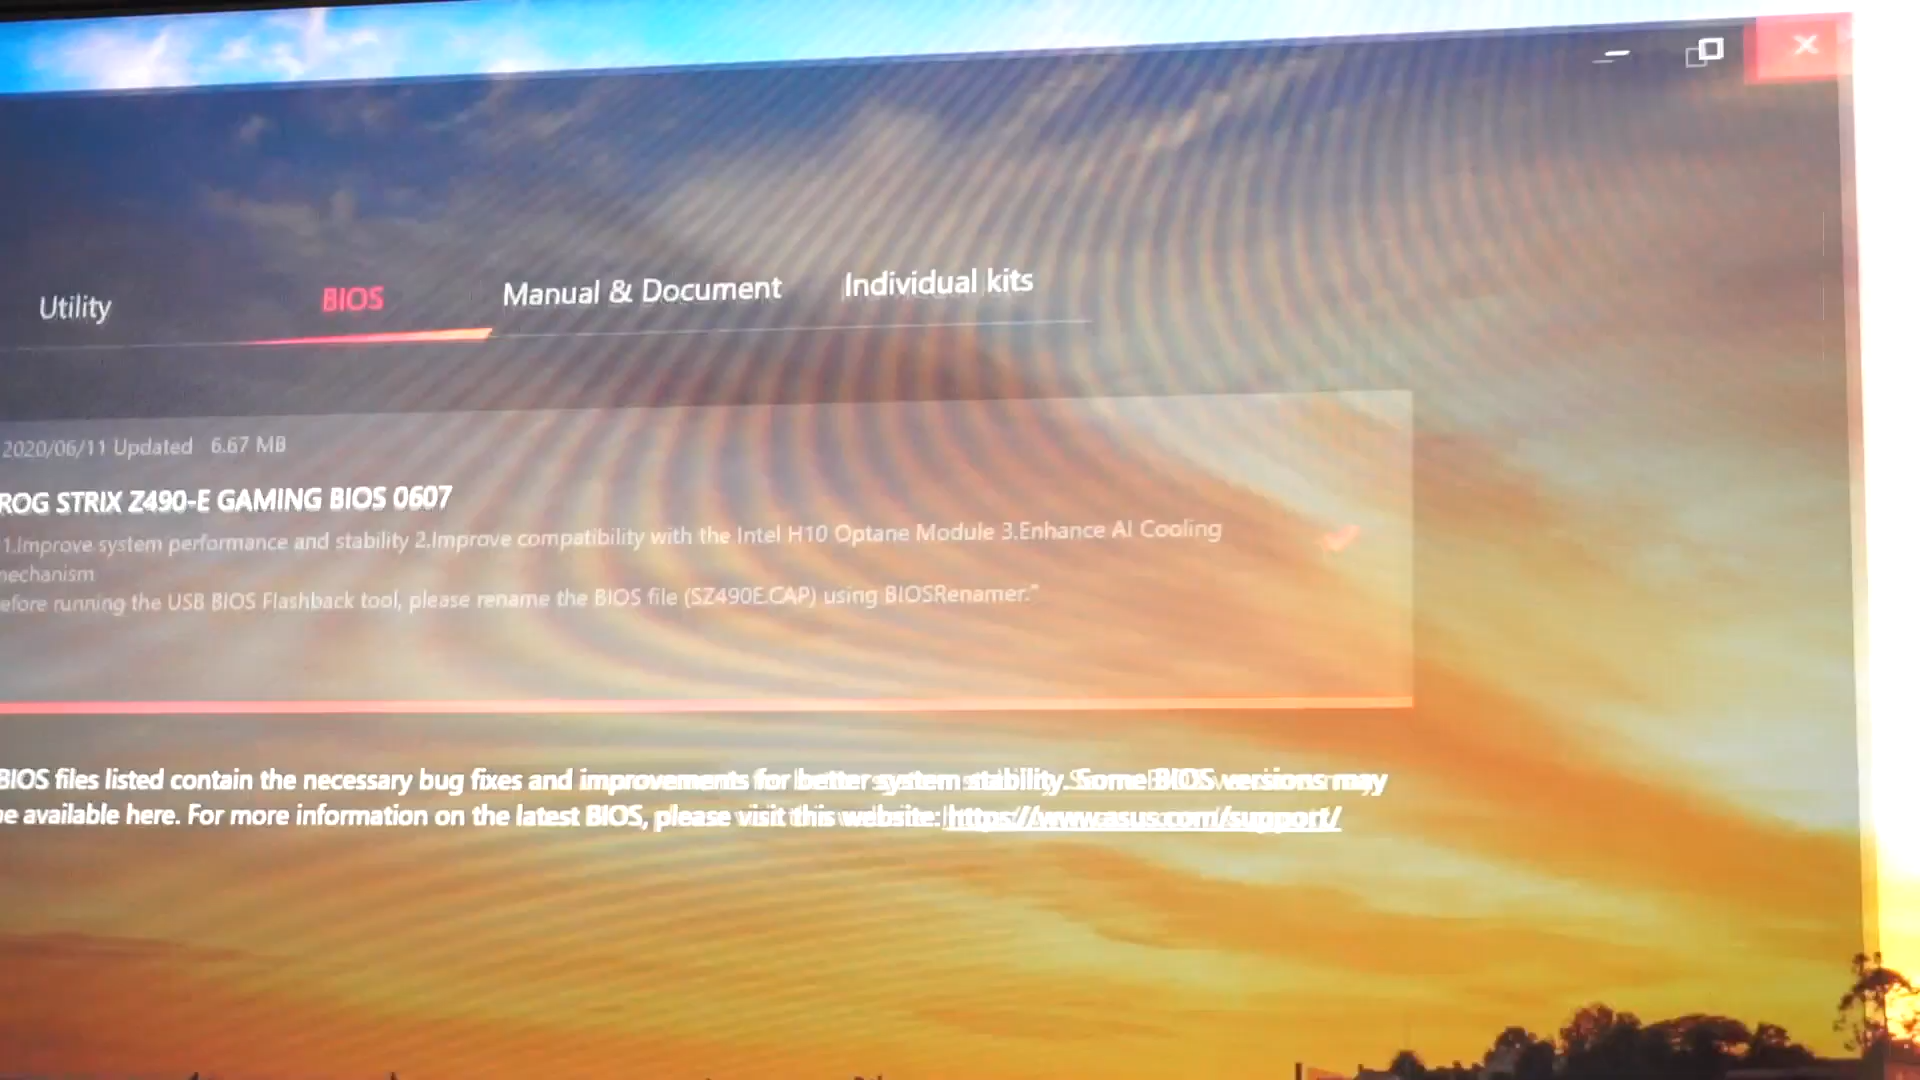 Utility BIOS Manual & Document Individual kits
2020/06/11 Updated 6.67 MB
ROG STRIX Z490-E GAMING BIOS 0607
1.Improve system performance and stability 2.Improve compatibility with the Intel H10 Optane Module 3.Enhance AI Cooling
mechanism
efore running the USB BIOS Flashback tool, please rename the BIOS file (SZ490E.CAP) using BIOSRenamer."
BIOS files listed contain the necessary bug fixes and improvements for better system stability. Some BIOS versions may
e available here. For more information on the latest BIOS, please visit this website: https://www.asus.com/support/